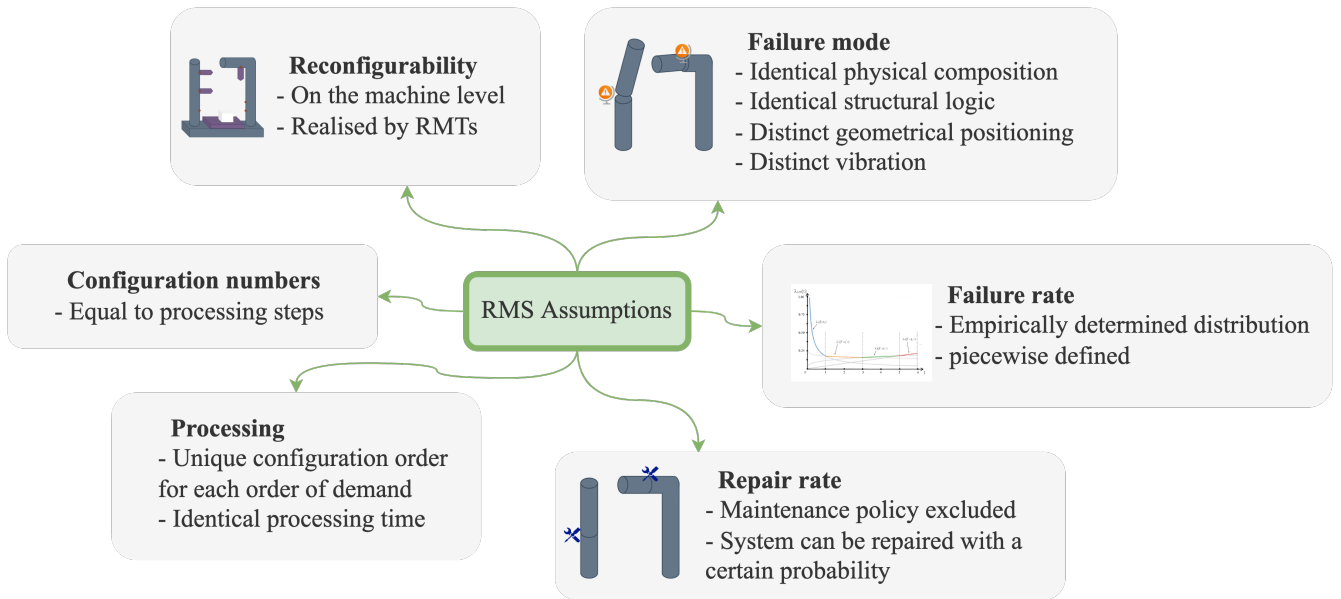 Reconfigurability
- On the machine level
- Realised by RMTs
Failure mode
- Identical physical composition
- Identical structural logic
- Distinct geometrical positioning
- Distinct vibration
Configuration numbers
- Equal to processing steps
RMS Assumptions
Failure rate
- Empirically determined distribution
- piecewise defined
Processing
- Unique configuration order
for each order of demand
- Identical processing time
Repair rate
- Maintenance policy excluded
- System can be repaired with a
certain probability